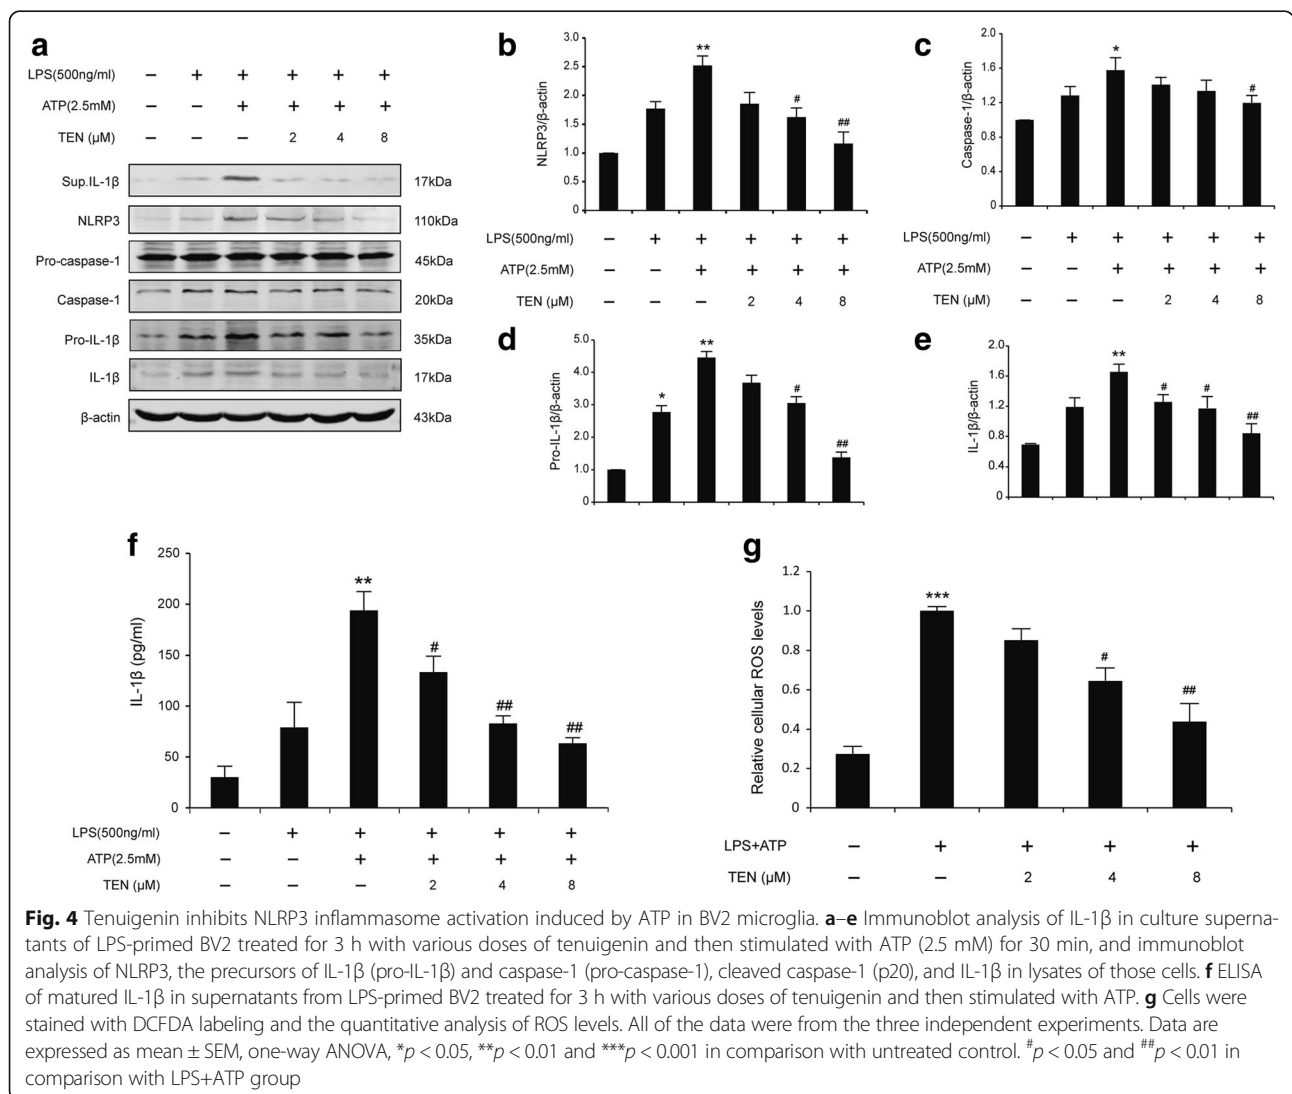 a
LPS(500ng/ml) – + + + + +
ATP(2.5mM) – – + + + +
TEN (μM) – – – 2 4 8
Sup.IL-1β 17kDa
NLRP3 110kDa
Pro-caspase-1 45kDa
Caspase-1 20kDa
Pro-IL-1β 35kDa
IL-1β 17kDa
β-actin 43kDa
b
NLRP3/β-actin
3.0
2.5
2.0
1.5
1.0
0.5
0
** # ##
LPS(500ng/ml) – + + + + +
ATP(2.5mM) – – + + + +
TEN (μM) – – – 2 4 8
c
Caspase-1/β-actin
2.0
1.6
1.2
0.8
0.4
0
* #
LPS(500ng/ml) – + + + + +
ATP(2.5mM) – – + + + +
TEN (μM) – – – 2 4 8
d
Pro-IL-1β/β-actin
5.0
4.0
3.0
2.0
1.0
0
* ** # ##
e
IL-1β/β-actin
2.0
1.6
1.2
0.8
0.4
0
** # # ##
f
IL-1β (pg/ml)
250
200
150
100
50
0
** # ## ##
LPS(500ng/ml) – + + + + +
ATP(2.5mM) – – + + + +
TEN (μM) – – – 2 4 8
g
Relative cellular ROS levels
1.2
1.0
0.8
0.6
0.4
0.2
0
*** # ##
LPS+ATP – + + + +
TEN (μM) – – 2 4 8
Fig. 4 Tenuigenin inhibits NLRP3 inflammasome activation induced by ATP in BV2 microglia. a–e Immunoblot analysis of IL-1β in culture superna-
tants of LPS-primed BV2 treated for 3 h with various doses of tenuigenin and then stimulated with ATP (2.5 mM) for 30 min, and immunoblot
analysis of NLRP3, the precursors of IL-1β (pro-IL-1β) and caspase-1 (pro-caspase-1), cleaved caspase-1 (p20), and IL-1β in lysates of those cells. f ELISA
of matured IL-1β in supernatants from LPS-primed BV2 treated for 3 h with various doses of tenuigenin and then stimulated with ATP. g Cells were
stained with DCFDA labeling and the quantitative analysis of ROS levels. All of the data were from the three independent experiments. Data are
expressed as mean ± SEM, one-way ANOVA, *p < 0.05, **p < 0.01 and ***p < 0.001 in comparison with untreated control. #p < 0.05 and ##p < 0.01 in
comparison with LPS+ATP group